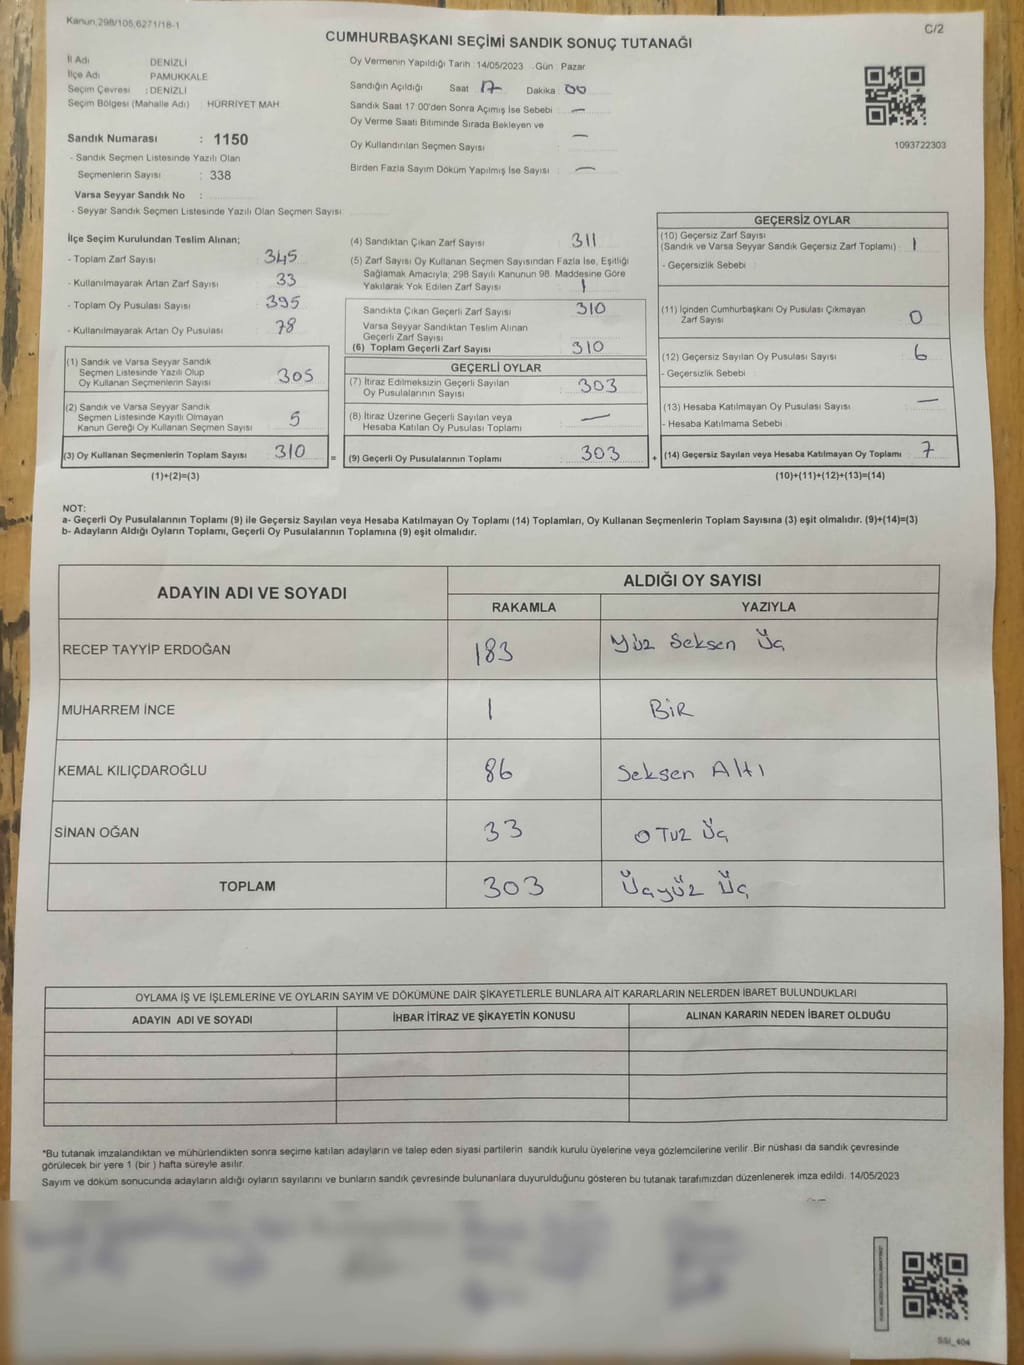 Kanun,298/105,6271/18-1
C/2
CUMHURBAŞKANI SEÇİMİ SANDIK SONUÇ TUTANAĞI
İl Adı DENİZLİ
İlçe Adı PAMUKKALE
Seçim Çevresi : DENİZLİ
Seçim Bölgesi (Mahalle Adı) : HÜRRİYET MAH
Sandık Numarası : 1150
- Sandık Seçmen Listesinde Yazılı Olan
Seçmenlerin Sayısı : 338
Varsa Seyyar Sandık No :
- Seyyar Sandık Seçmen Listesinde Yazılı Olan Seçmen Sayısı
Oy Vermenin Yapıldığı Tarih : 14/05/2023 Gün : Pazar
Sandığın Açıldığı Saat 17 Dakika 00
Sandık Saat 17:00'den Sonra Açımış İse Sebebi : —
Oy Verme Saati Bitiminde Sırada Bekleyen ve
Oy Kullandırılan Seçmen Sayısı —
Birden Fazla Sayım Döküm Yapılmış İse Sayısı : —
1093722303
İlçe Seçim Kurulundan Teslim Alınan;
- Toplam Zarf Sayısı 345
- Kullanılmayarak Artan Zarf Sayısı 33
- Toplam Oy Pusulası Sayısı 395
- Kullanılmayarak Artan Oy Pusulası 78
(1) Sandık ve Varsa Seyyar Sandık
Seçmen Listesinde Yazılı Olup
Oy Kullanan Seçmenlerin Sayısı 305
(2) Sandık ve Varsa Seyyar Sandık
Seçmen Listesinde Kayıtlı Olmayan
Kanun Gereği Oy Kullanan Seçmen Sayısı 5
(3) Oy Kullanan Seçmenlerin Toplam Sayısı 310 =
(1)+(2)=(3)
(4) Sandıktan Çıkan Zarf Sayısı 311
(5) Zarf Sayısı Oy Kullanan Seçmen Sayısından Fazla İse, Eşitliği
Sağlamak Amacıyla; 298 Sayılı Kanunun 98. Maddesine Göre
Yakılarak Yok Edilen Zarf Sayısı 1
Sandıkta Çıkan Geçerli Zarf Sayısı 310
Varsa Seyyar Sandıktan Teslim Alınan
Geçerli Zarf Sayısı
(6) Toplam Geçerli Zarf Sayısı 310
GEÇERLİ OYLAR
(7) İtiraz Edilmeksizin Geçerli Sayılan
Oy Pusulalarının Sayısı 303
(8) İtiraz Üzerine Geçerli Sayılan veya
Hesaba Katılan Oy Pusulası Toplamı —
(9) Geçerli Oy Pusulalarının Toplamı 303 +
GEÇERSİZ OYLAR
(10) Geçersiz Zarf Sayısı
(Sandık ve Varsa Seyyar Sandık Geçersiz Zarf Toplamı) 1
- Geçersizlik Sebebi :
(11) İçinden Cumhurbaşkanı Oy Pusulası Çıkmayan
Zarf Sayısı 0
(12) Geçersiz Sayılan Oy Pusulası Sayısı 6
- Geçersizlik Sebebi :
(13) Hesaba Katılmayan Oy Pusulası Sayısı —
- Hesaba Katılmama Sebebi :
(14) Geçersiz Sayılan veya Hesaba Katılmayan Oy Toplamı 7
(10)+(11)+(12)+(13)=(14)
NOT:
a- Geçerli Oy Pusulalarının Toplamı (9) ile Geçersiz Sayılan veya Hesaba Katılmayan Oy Toplamı (14) Toplamları, Oy Kullanan Seçmenlerin Toplam Sayısına (3) eşit olmalıdır. (9)+(14)=(3)
b- Adayların Aldığı Oyların Toplamı, Geçerli Oy Pusulalarının Toplamına (9) eşit olmalıdır.
ADAYIN ADI VE SOYADI ALDIĞI OY SAYISI
RAKAMLA YAZIYLA
RECEP TAYYİP ERDOĞAN 183 Yüz Seksen Üç
MUHARREM İNCE 1 BİR
KEMAL KILIÇDAROĞLU 86 Seksen Altı
SİNAN OĞAN 33 OTUZ Üç
TOPLAM 303 Üçyüz Üç
OYLAMA İŞ VE İŞLEMLERİNE VE OYLARIN SAYIM VE DÖKÜMÜNE DAİR ŞİKAYETLERLE BUNLARA AİT KARARLARIN NELERDEN İBARET BULUNDUKLARI
ADAYIN ADI VE SOYADI İHBAR İTİRAZ VE ŞİKAYETİN KONUSU ALINAN KARARIN NEDEN İBARET OLDUĞU
*Bu tutanak imzalandıktan ve mühürlendikten sonra seçime katılan adayların ve talep eden siyasi partilerin sandık kurulu üyelerine veya gözlemcilerine verilir. Bir nüshası da sandık çevresinde
görülecek bir yere 1 (bir ) hafta süreyle asılır.
Sayım ve döküm sonucunda adayların aldığı oyların sayılarını ve bunların sandık çevresinde bulunanlara duyurulduğunu gösteren bu tutanak tarafımızdan düzenlenerek imza edildi. 14/05/2023